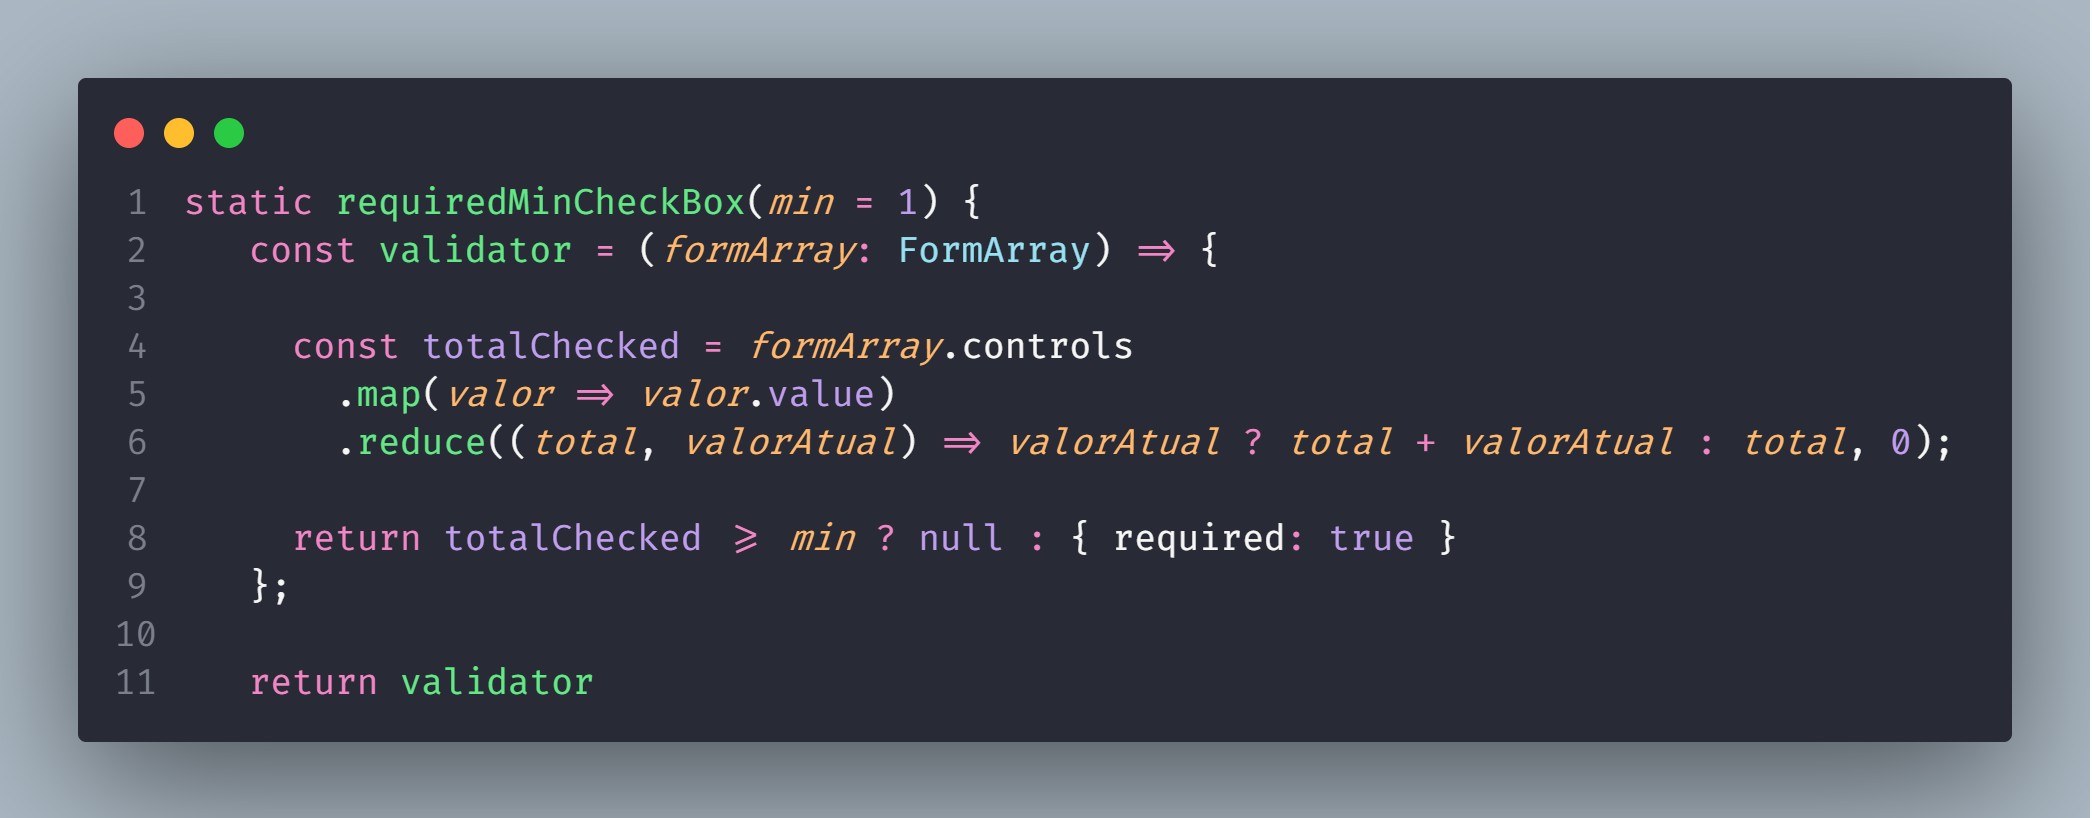 1 static requiredMinCheckBox(min = 1) {
2 const validator = (formArray: FormArray) => {
3
4 const totalChecked = formArray.controls
5 .map(valor => valor.value)
6 .reduce((total, valorAtual) => valorAtual ? total + valorAtual : total, 0);
7
8 return totalChecked >= min ? null : { required: true }
9 };
10
11 return validator